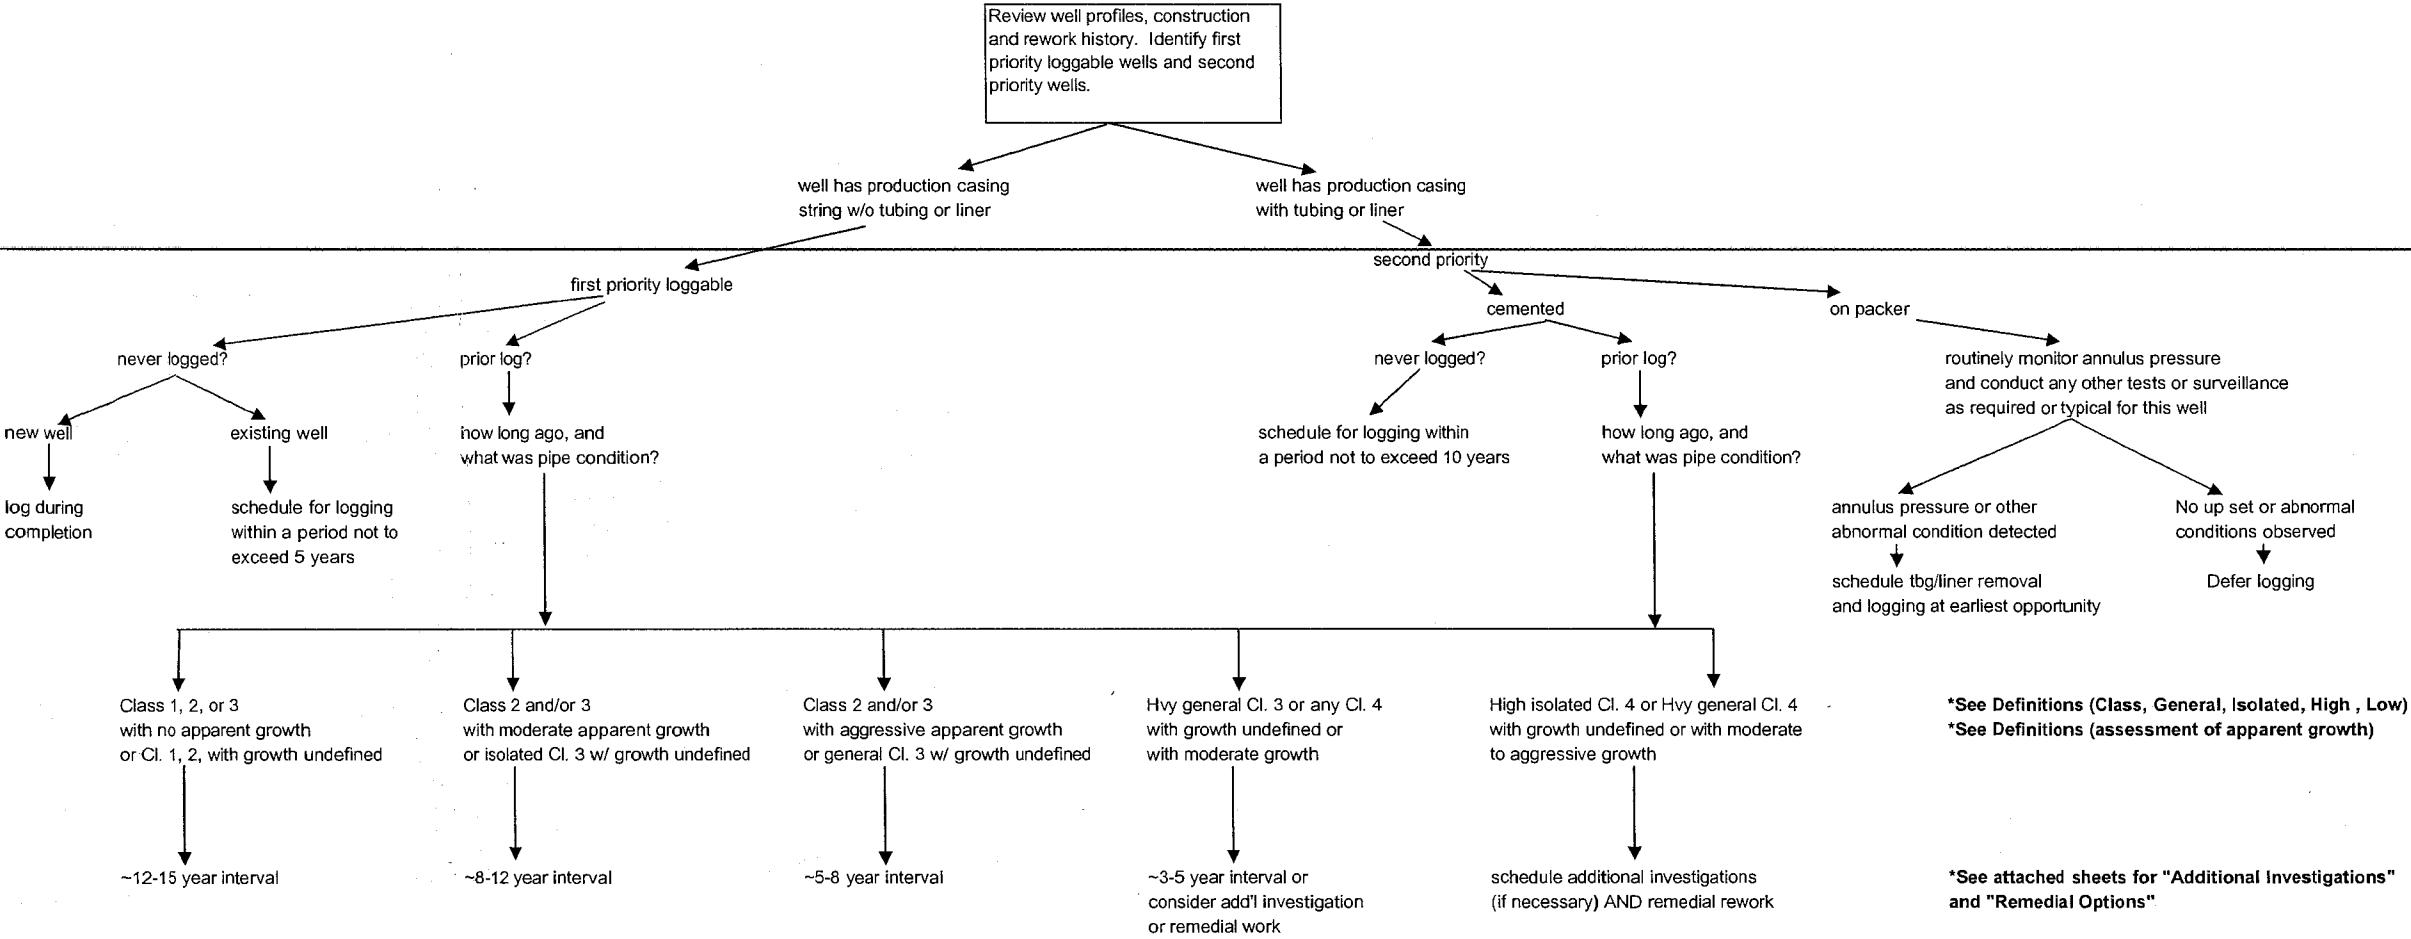 Review well profiles, construction
and rework history. Identify first
priority loggable wells and second
priority wells.
well has production casing
string w/o tubing or liner
well has production casing
with tubing or liner
first priority loggable
second priority
cemented
on packer
never logged?
prior log?
never logged?
prior log?
routinely monitor annulus pressure
and conduct any other tests or surveillance
as required or typical for this well
new well
existing well
how long ago, and
what was pipe condition?
schedule for logging within
a period not to exceed 10 years
how long ago, and
what was pipe condition?
log during
completion
schedule for logging
within a period not to
exceed 5 years
annulus pressure or other
abnormal condition detected
No up set or abnormal
conditions observed
schedule tbg/liner removal
and logging at earliest opportunity
Defer logging
Class 1, 2, or 3
with no apparent growth
or Cl. 1, 2, with growth undefined
Class 2 and/or 3
with moderate apparent growth
or isolated Cl. 3 w/ growth undefined
Class 2 and/or 3
with aggressive apparent growth
or general Cl. 3 w/ growth undefined
Hvy general Cl. 3 or any Cl. 4
with growth undefined or
with moderate growth
High isolated Cl. 4 or Hvy general Cl. 4
with growth undefined or with moderate
to aggressive growth
*See Definitions (Class, General, Isolated, High , Low)
*See Definitions (assessment of apparent growth)
~12-15 year interval
~8-12 year interval
~5-8 year interval
~3-5 year interval or
consider add'l investigation
or remedial work
schedule additional investigations
(if necessary) AND remedial rework
*See attached sheets for "Additional Investigations"
and "Remedial Options"